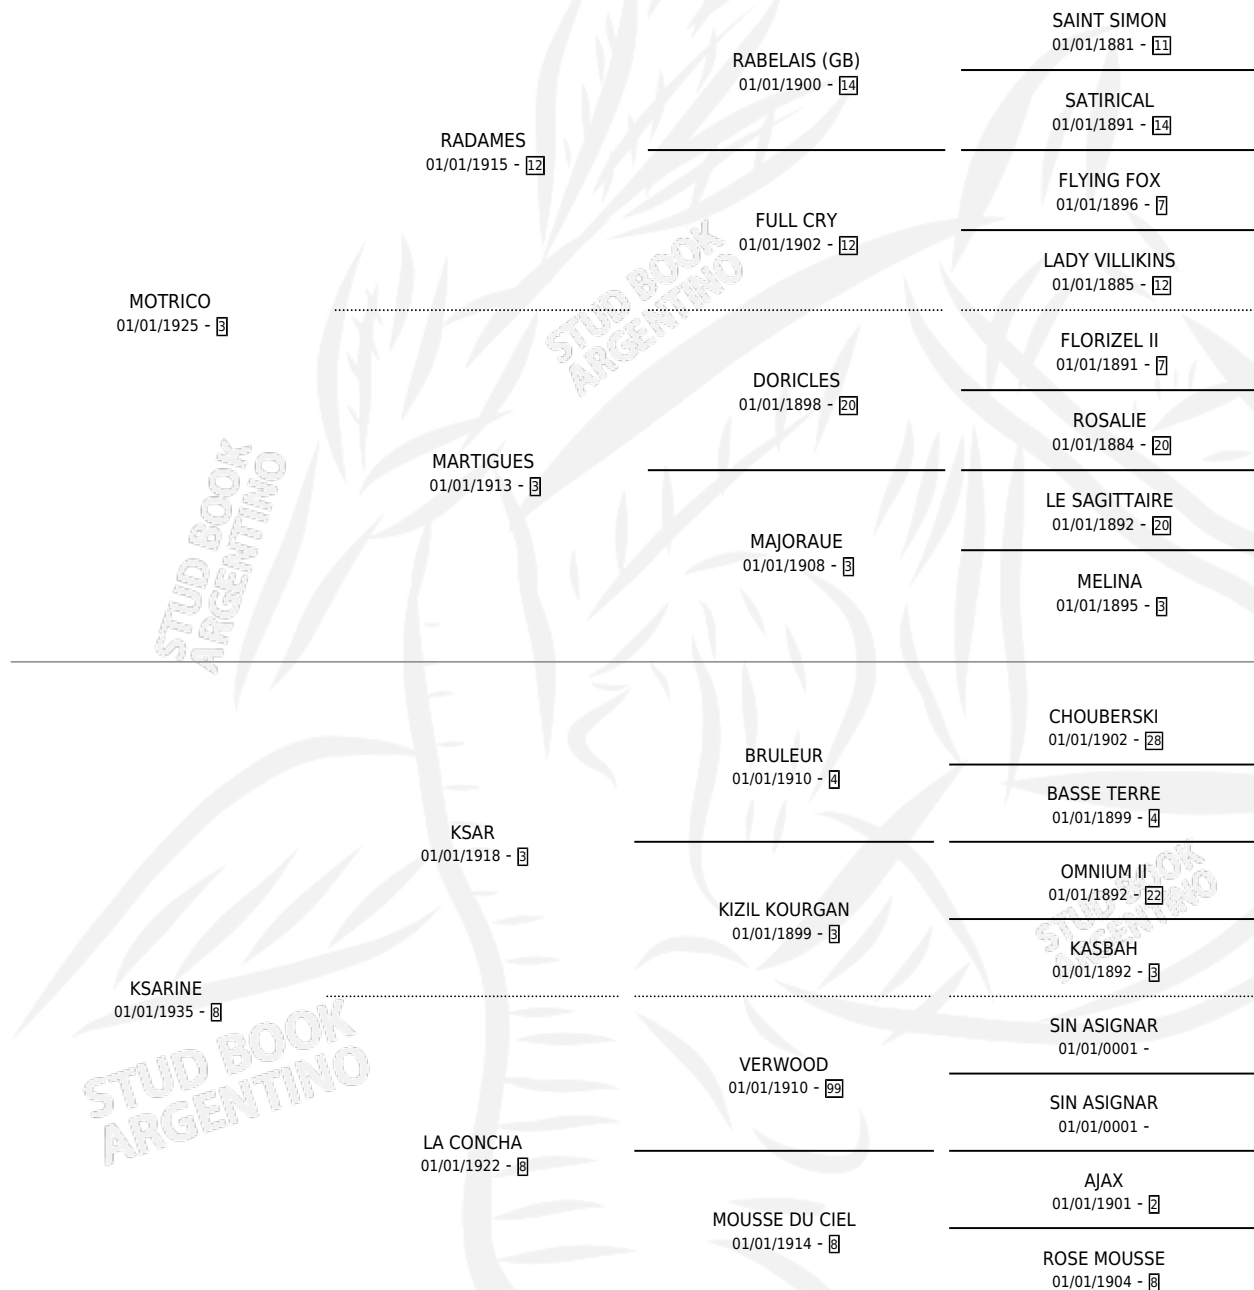 SAINT SIMON
01/01/1881 - 11
RABELAIS (GB)
01/01/1900 - 14
SATIRICAL
01/01/1891 - 14
RADAMES
01/01/1915 - 12
FLYING FOX
01/01/1896 - 7
FULL CRY
01/01/1902 - 12
LADY VILLIKINS
01/01/1885 - 12
MOTRICO
01/01/1925 - 3
FLORIZEL II
01/01/1891 - 7
DORICLES
01/01/1898 - 20
ROSALIE
01/01/1884 - 20
MARTIGUES
01/01/1913 - 3
LE SAGITTAIRE
01/01/1892 - 20
MAJORAUE
01/01/1908 - 3
MELINA
01/01/1895 - 3
CHOUBERSKI
01/01/1902 - 28
BRULEUR
01/01/1910 - 4
BASSE TERRE
01/01/1899 - 4
KSAR
01/01/1918 - 3
OMNIUM II
01/01/1892 - 22
KIZIL KOURGAN
01/01/1899 - 3
KASBAH
01/01/1892 - 3
KSARINE
01/01/1935 - 8
SIN ASIGNAR
01/01/0001 -
VERWOOD
01/01/1910 - 99
SIN ASIGNAR
01/01/0001 -
LA CONCHA
01/01/1922 - 8
AJAX
01/01/1901 - 2
MOUSSE DU CIEL
01/01/1914 - 8
ROSE MOUSSE
01/01/1904 - 8
STUD BOOK
ARGENTINO
STUD BOOK
ARGENTINO
STUD BOOK
ARGENTINO
STUD BOOK
ARGENTINO